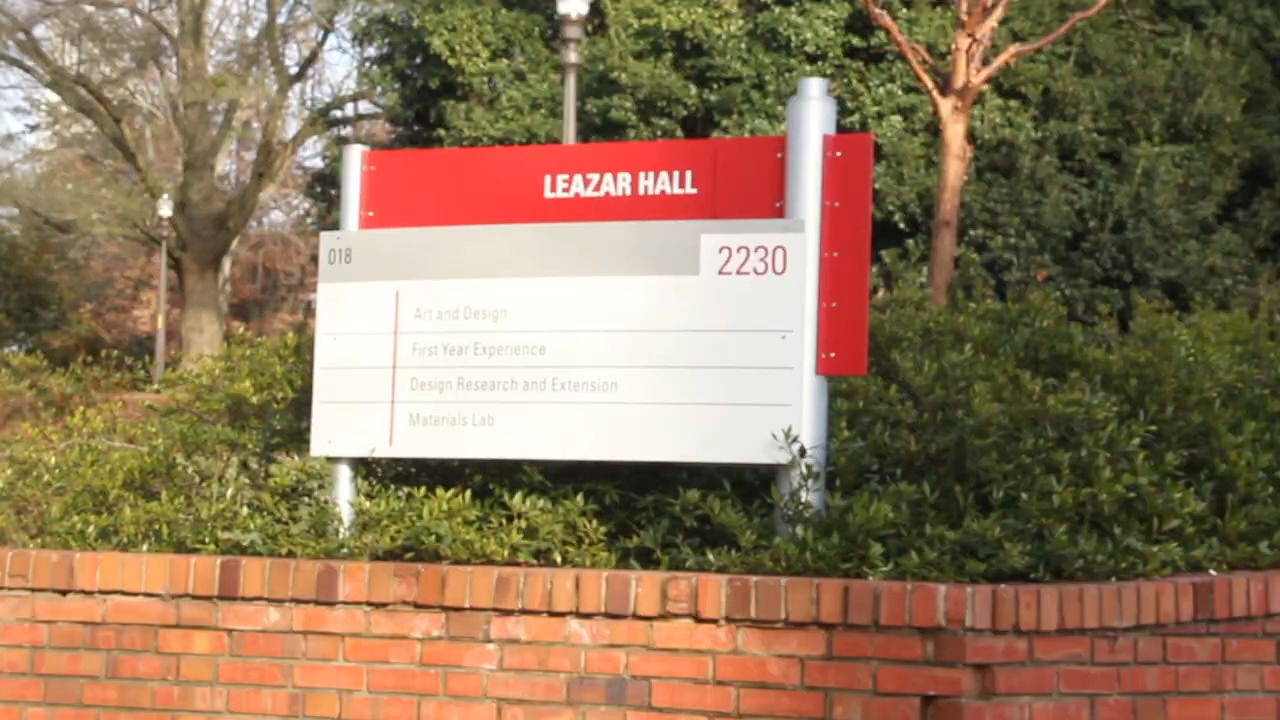 LEAZAR HALL
018
2230
Art and Design
First Year Experience
Design Research and Extension
Materials Lab